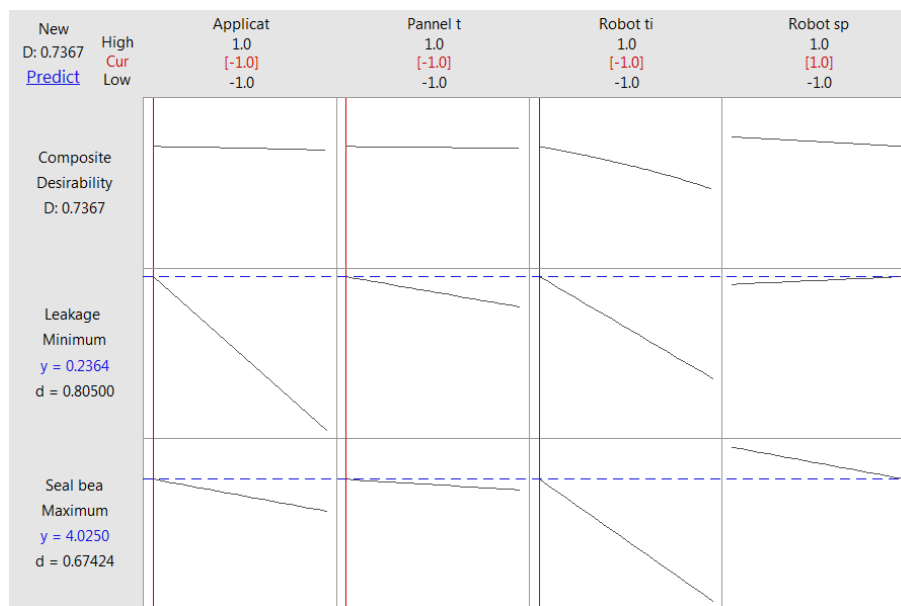 New
D: 0.7367
Predict
High
Cur
Low
Applicat
1.0
[-1.0]
-1.0
Pannel t
1.0
[-1.0]
-1.0
Robot ti
1.0
[-1.0]
-1.0
Robot sp
1.0
[1.0]
-1.0
Composite
Desirability
D: 0.7367
Leakage
Minimum
y = 0.2364
d = 0.80500
Seal bea
Maximum
y = 4.0250
d = 0.67424